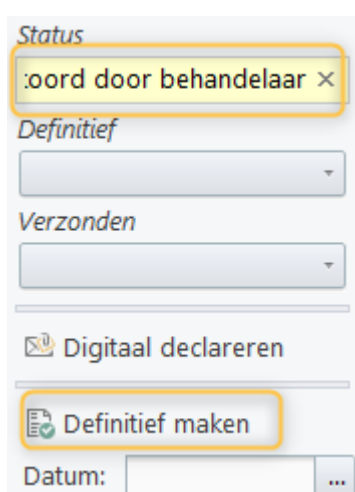 Status
:oord door behandelaar ×
Definitief
Verzonden
Digitaal declareren
Definitief maken
Datum: ...